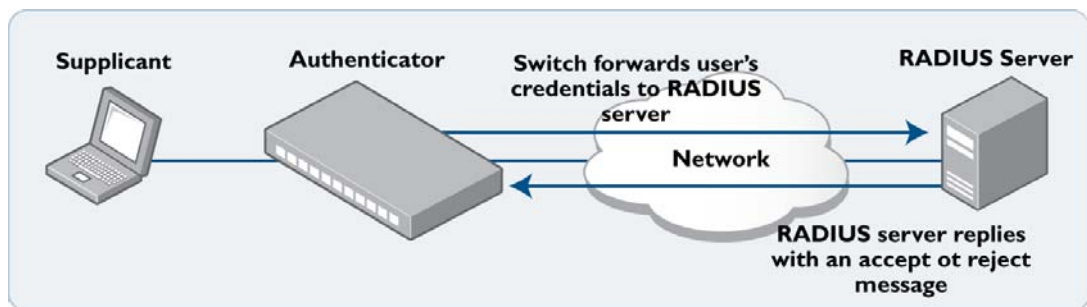 Supplicant
Authenticator
Switch forwards user's
credentials to RADIUS
server
RADIUS Server
Network
RADIUS server replies
with an accept ot reject
message